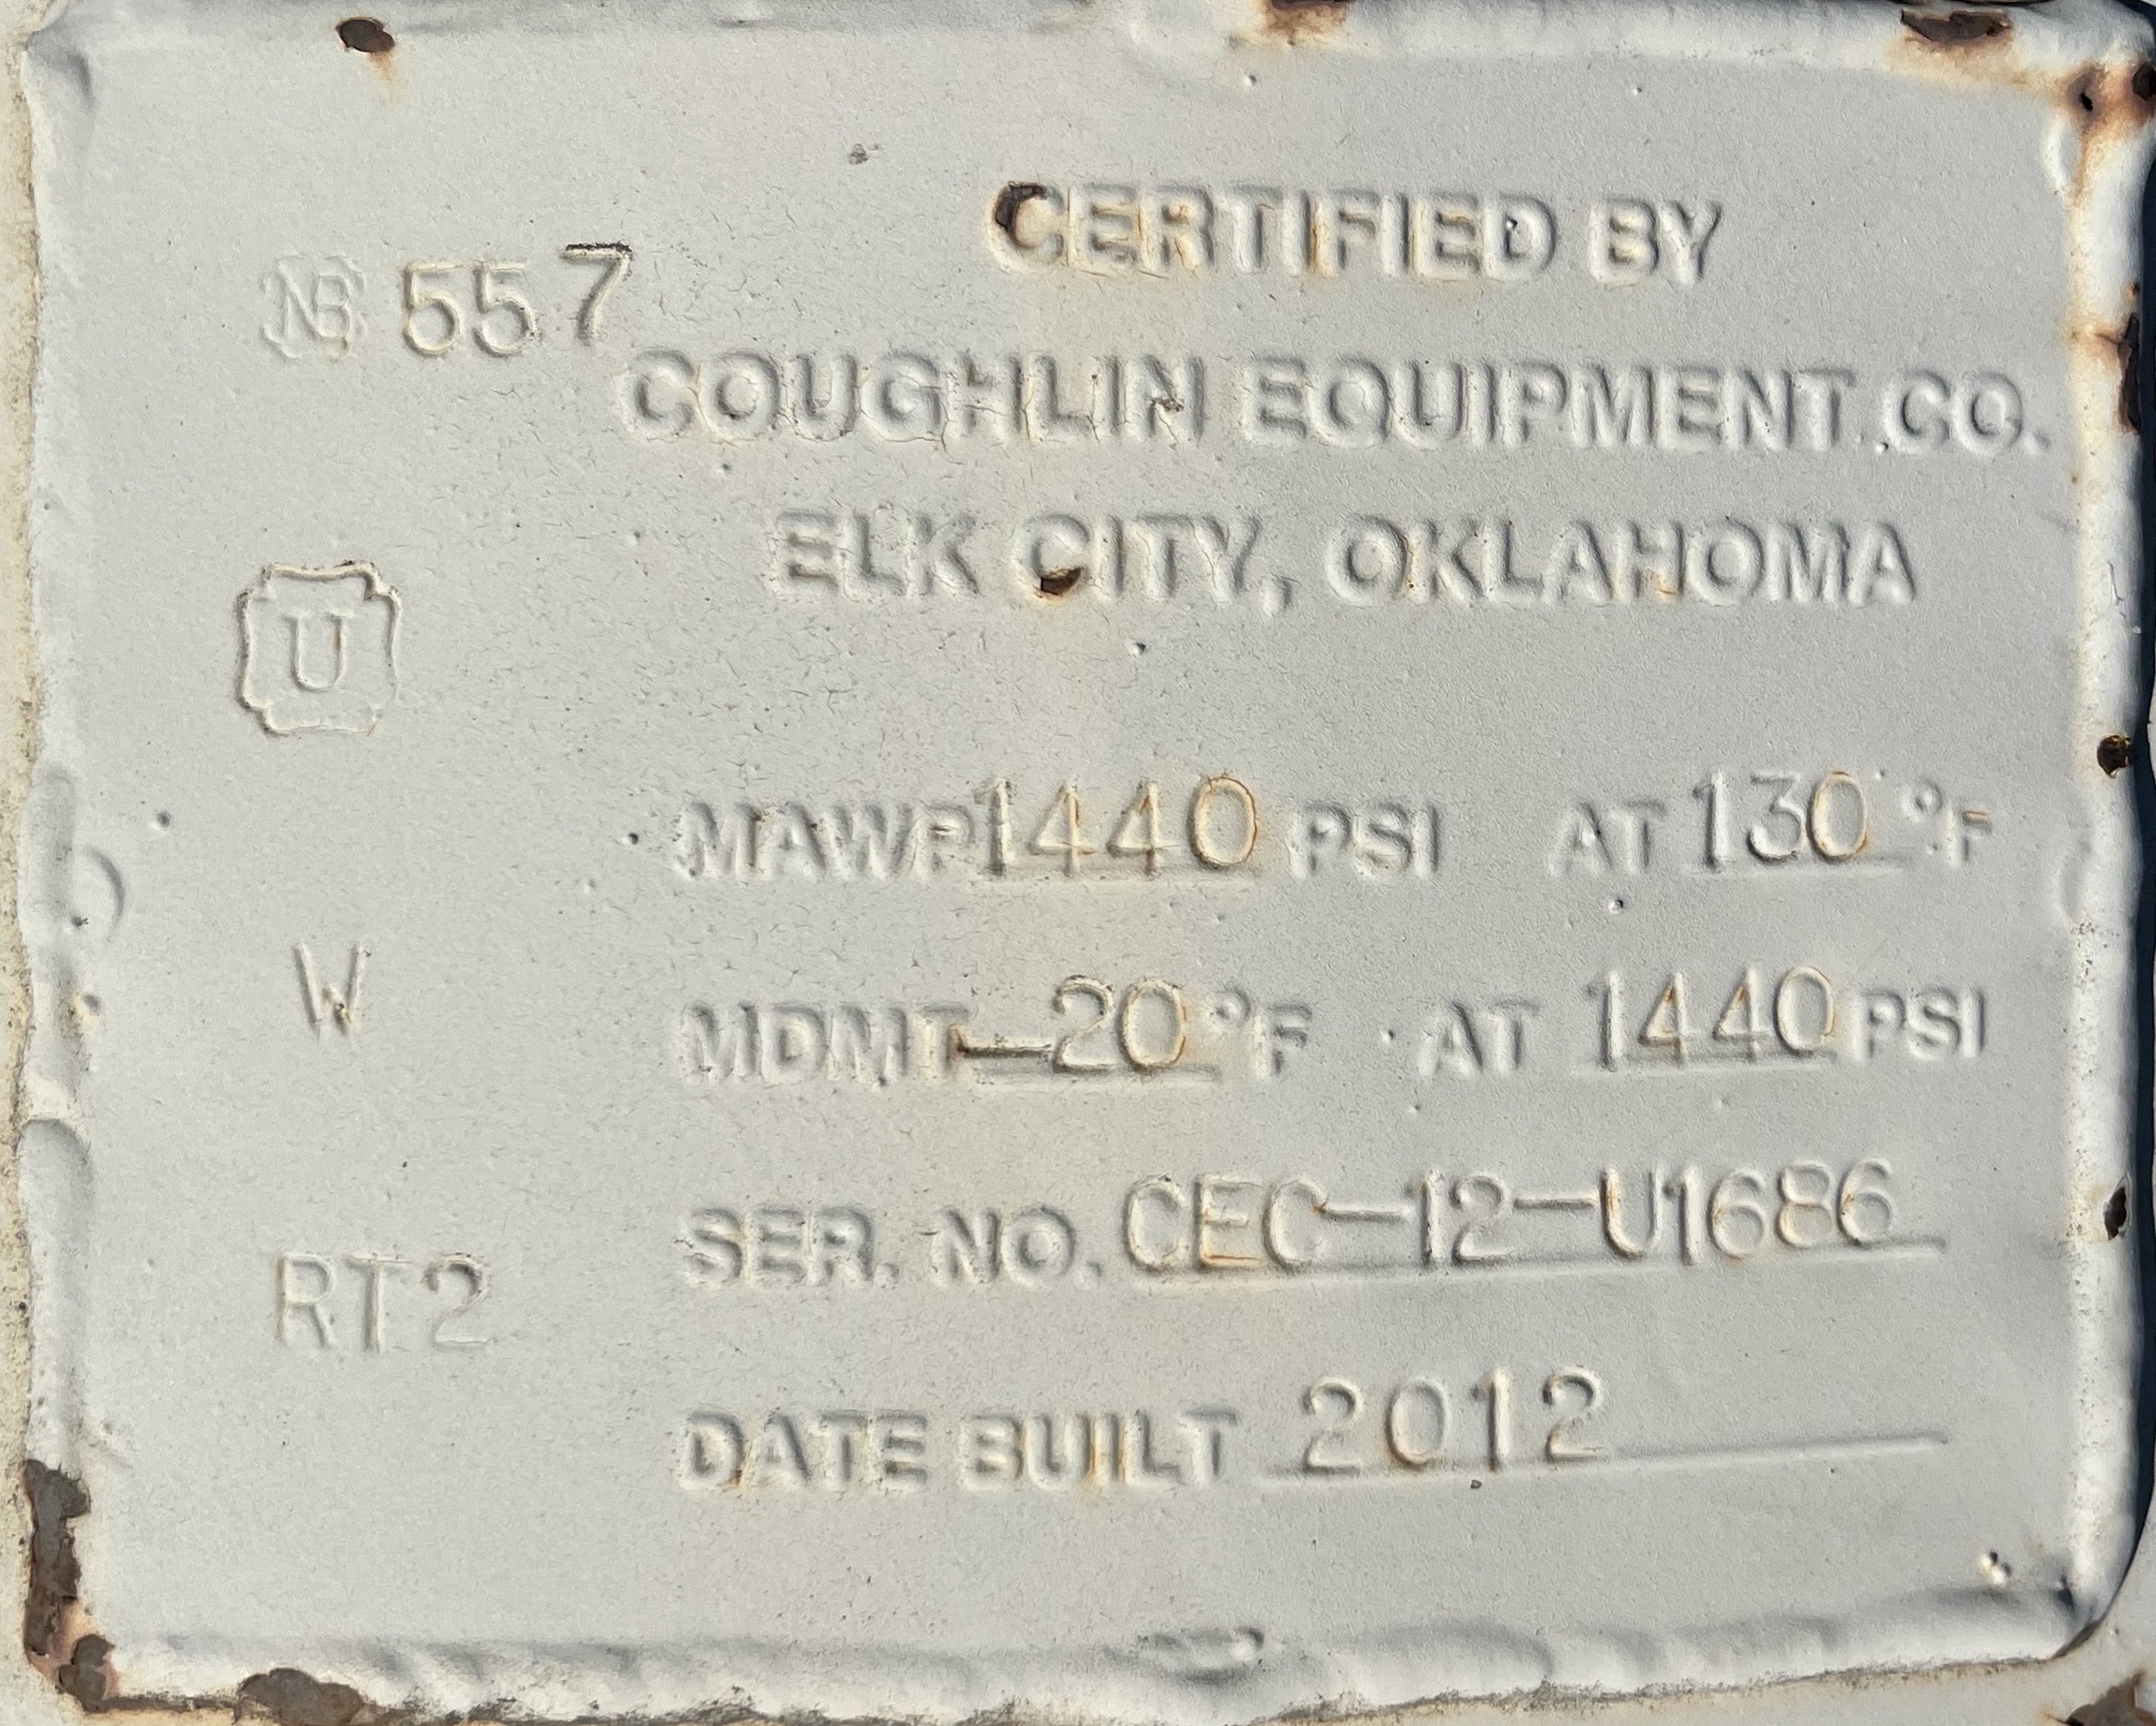 CERTIFIED BY
NB 557
COUGHLIN EQUIPMENT CO.
ELK CITY, OKLAHOMA
U
MAWP 1440 PSI AT 130 °F
W
MDMT -20 °F AT 1440 PSI
SER. NO. CEC-12-U1686
RT2
DATE BUILT 2012